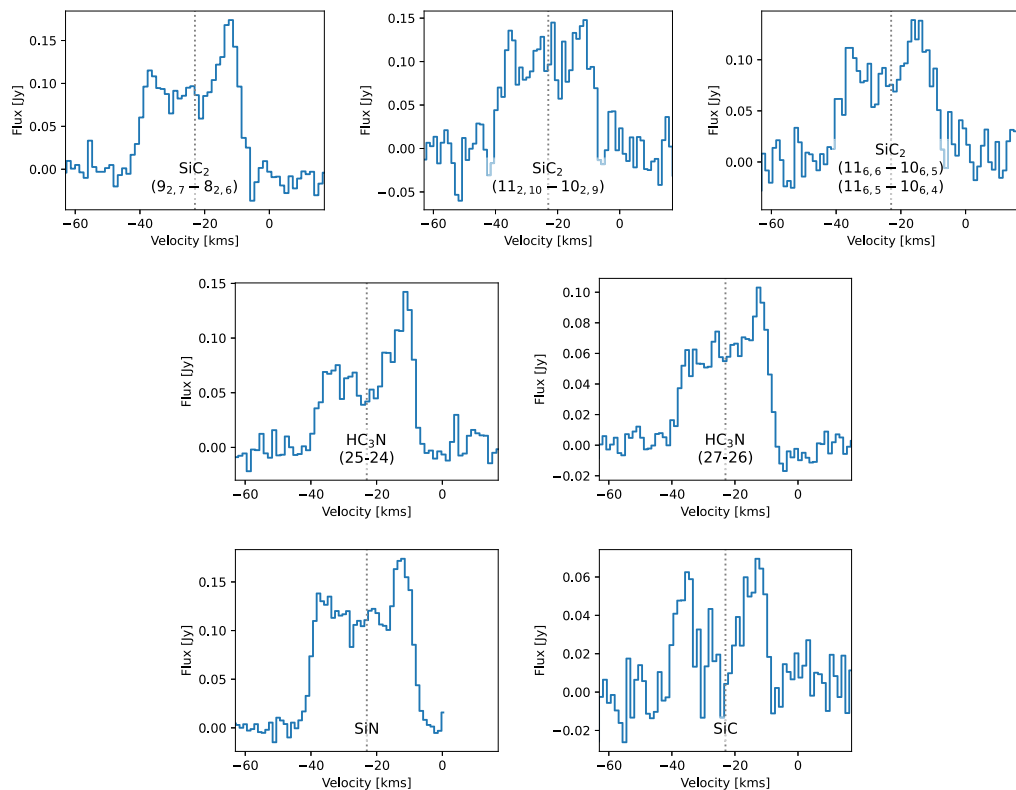 0.15
0.10
0.05
0.00
Flux [Jy]
SiC₂
(9₂,₇ − 8₂,₆)
−60 −40 −20 0
Velocity [kms]
0.15
0.10
0.05
0.00
−0.05
Flux [Jy]
SiC₂
(11₂,₁₀ − 10₂,₉)
−60 −40 −20 0
Velocity [kms]
0.10
0.05
0.00
Flux [Jy]
SiC₂
(11₆,₆ − 10₆,₅)
(11₆,₅ − 10₆,₄)
−60 −40 −20 0
Velocity [kms]
0.15
0.10
0.05
0.00
Flux [Jy]
HC₃N
(25-24)
−60 −40 −20 0
Velocity [kms]
0.10
0.08
0.06
0.04
0.02
0.00
−0.02
Flux [Jy]
HC₃N
(27-26)
−60 −40 −20 0
Velocity [kms]
0.15
0.10
0.05
0.00
Flux [Jy]
SiN
−60 −40 −20 0
Velocity [kms]
0.06
0.04
0.02
0.00
−0.02
Flux [Jy]
SiC
−60 −40 −20 0
Velocity [kms]